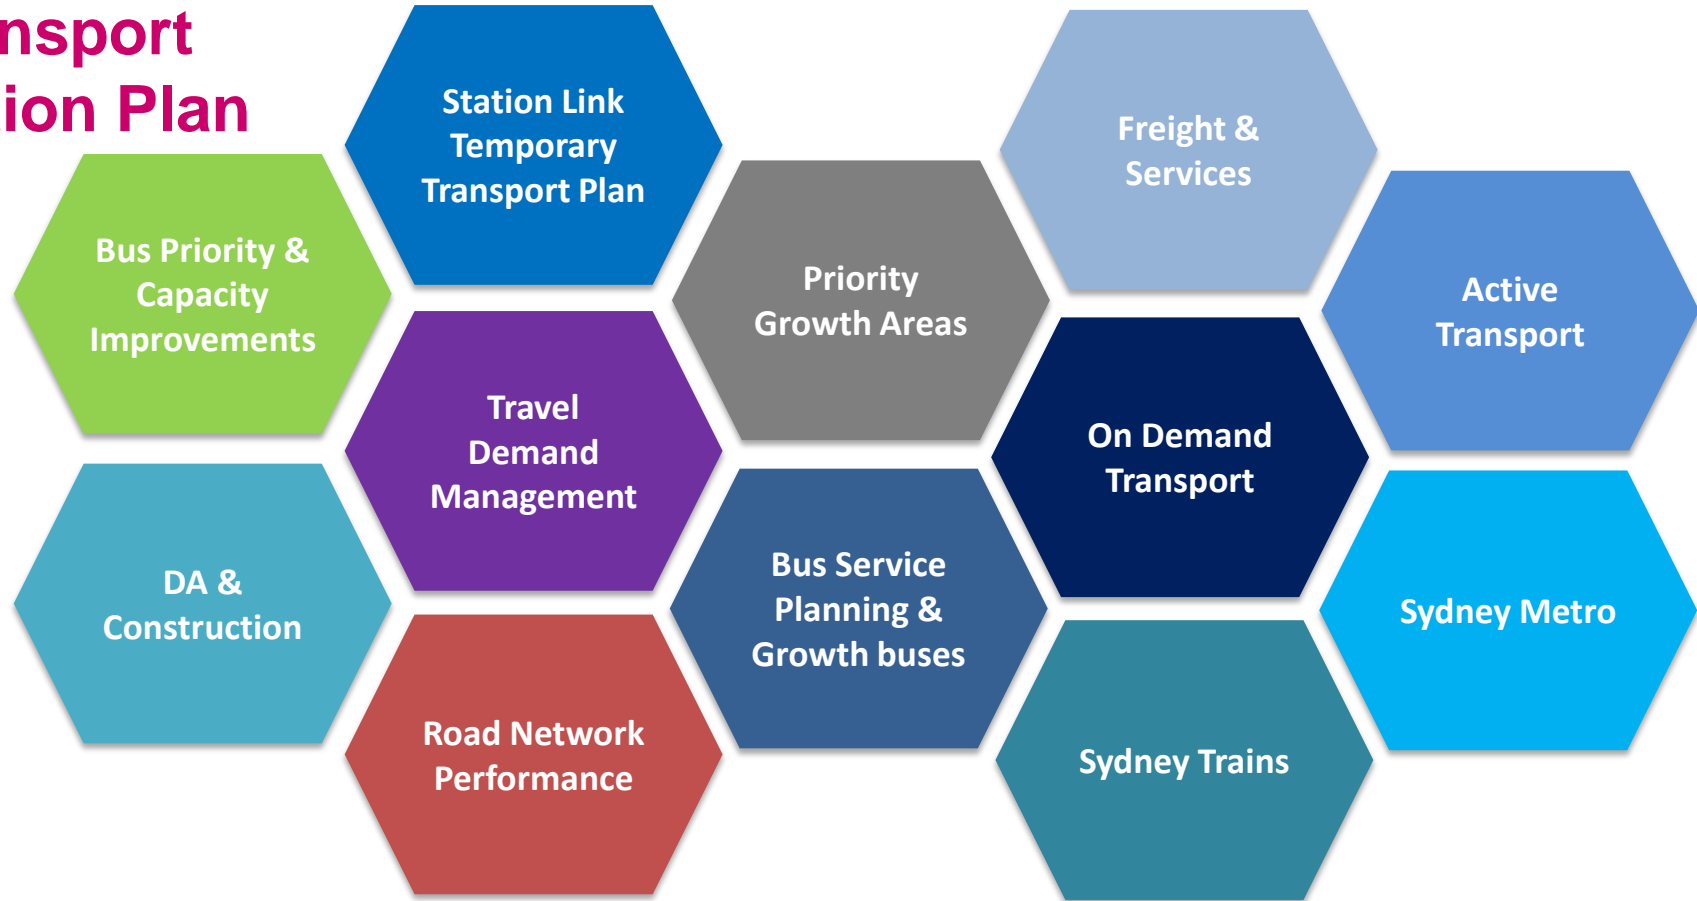 nsport
tion Plan
Station Link
Temporary
Transport Plan
Freight &
Services
Bus Priority &
Capacity
Improvements
Priority
Growth Areas
Active
Transport
Travel
Demand
Management
On Demand
Transport
DA &
Construction
Bus Service
Planning &
Growth buses
Sydney Metro
Road Network
Performance
Sydney Trains